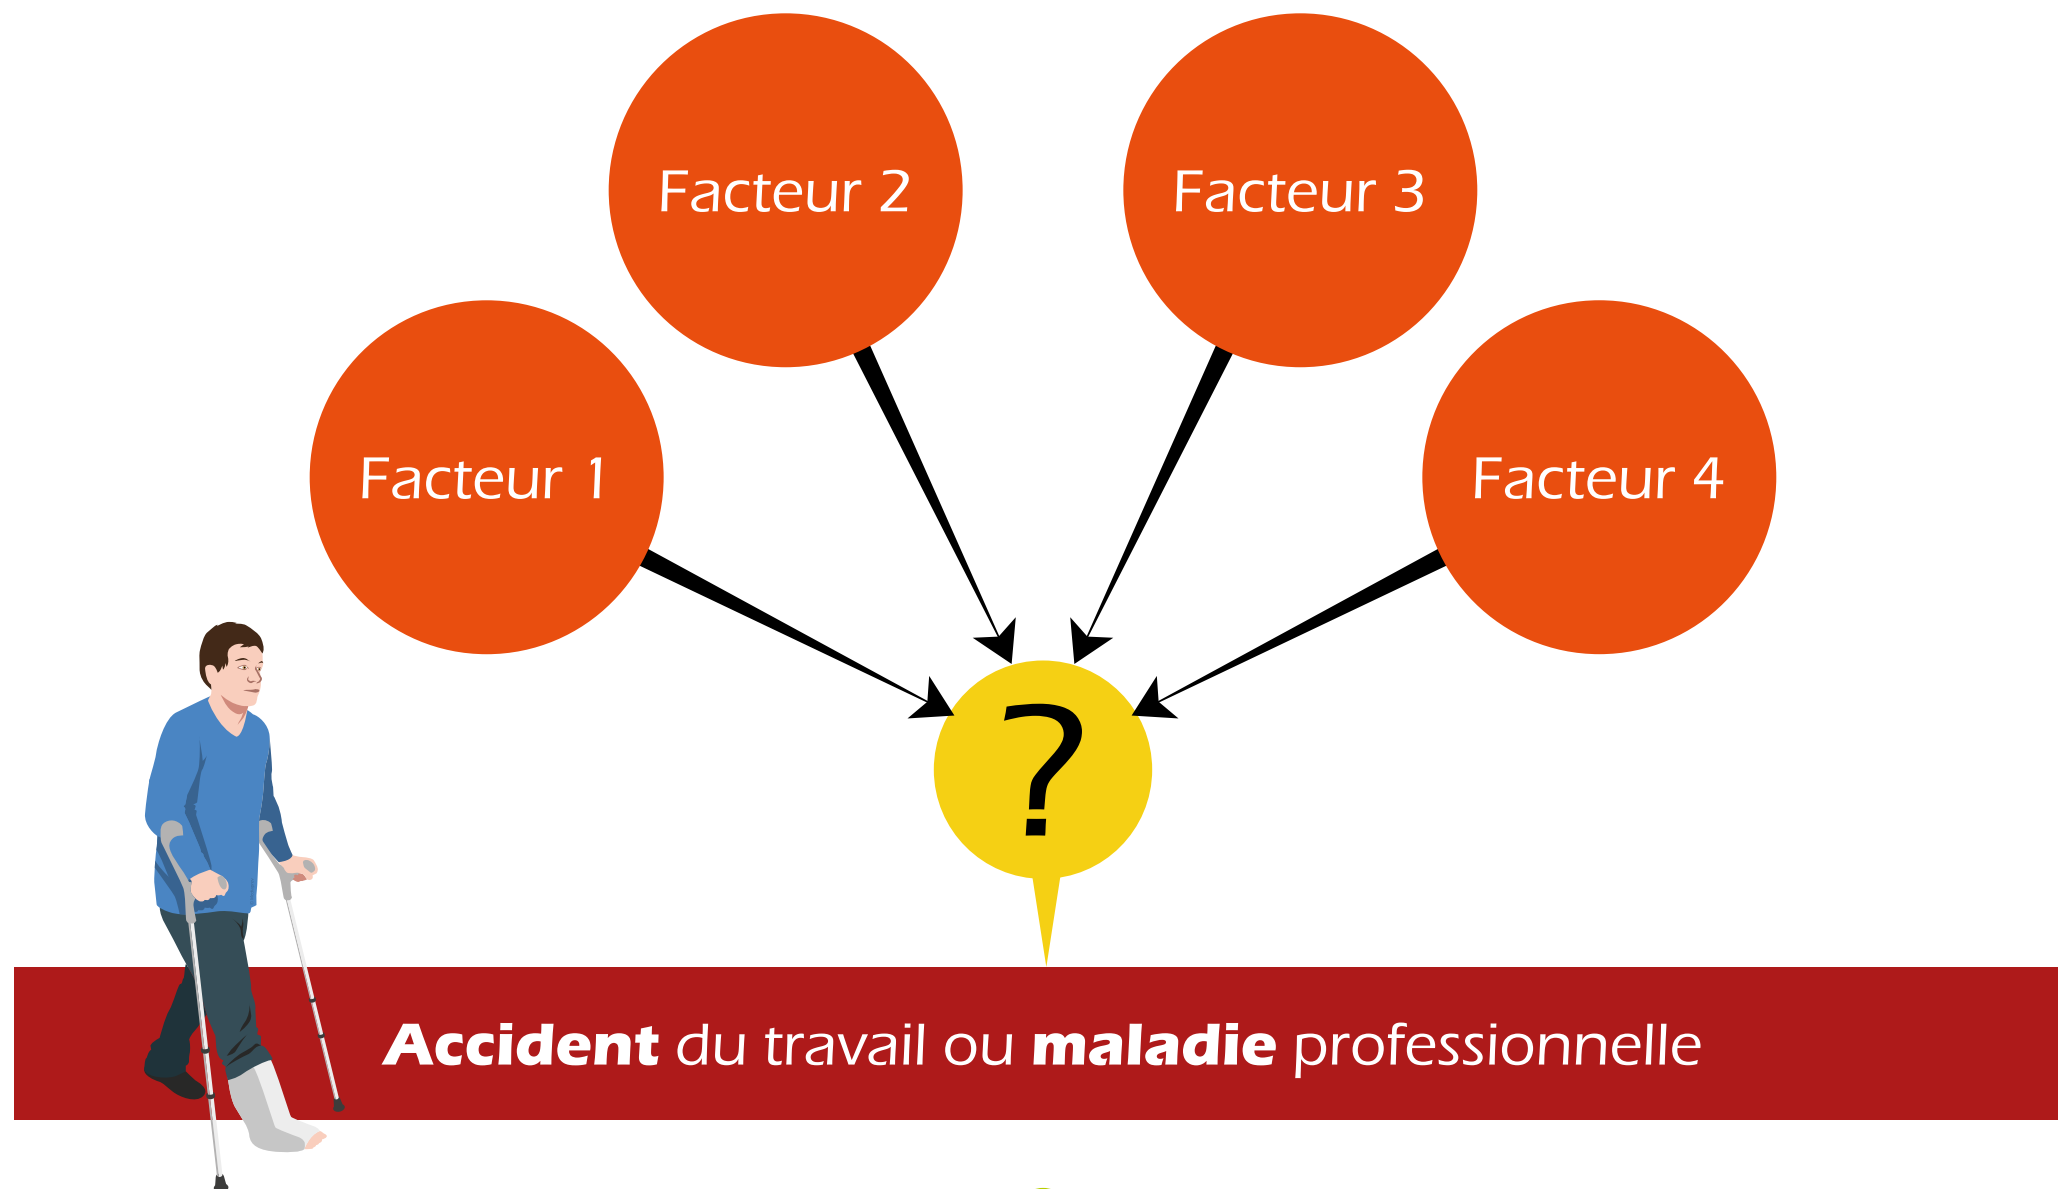 Facteur 2
Facteur 3
Facteur 1
Facteur 4
?
Accident du travail ou maladie professionnelle